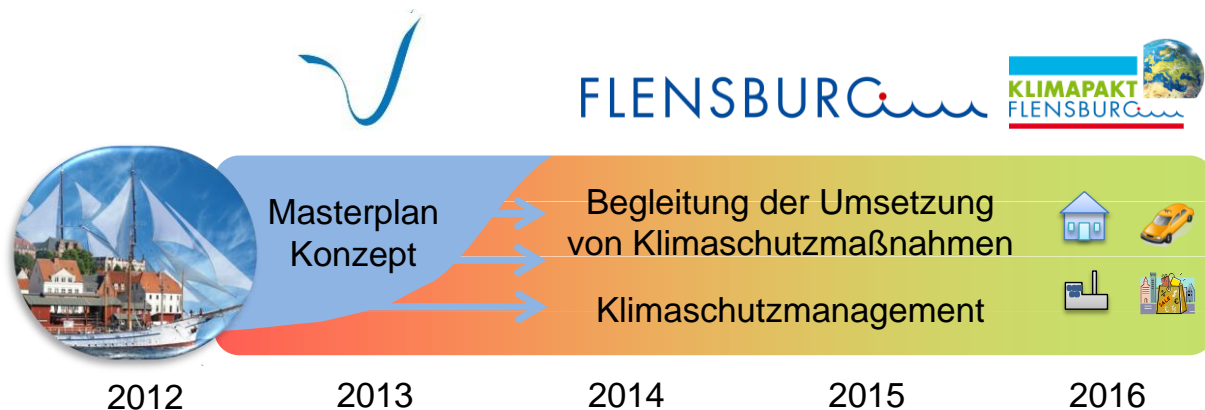 FLENSBURG
KLIMAPAKT
FLENSBURG
Masterplan
Konzept
Begleitung der Umsetzung
von Klimaschutzmaßnahmen
Klimaschutzmanagement
2012 2013 2014 2015 2016